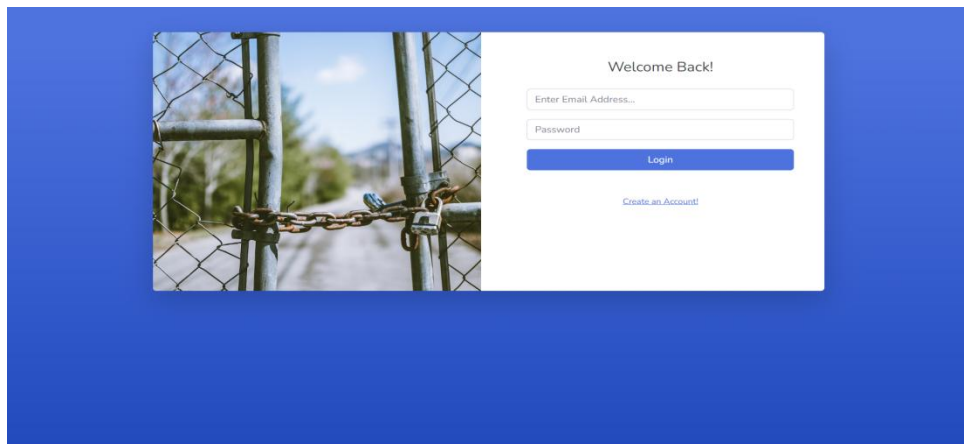 Welcome Back!
Enter Email Address...
Password
Login
Create an Account!